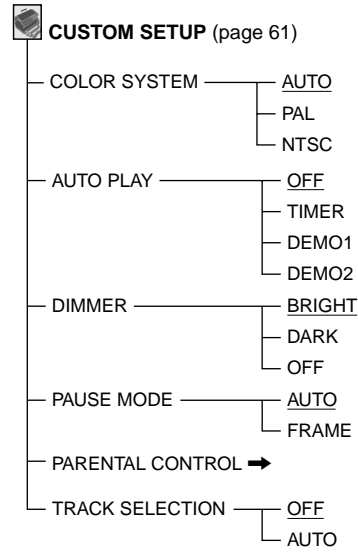 CUSTOM SETUP (page 61)
COLOR SYSTEM AUTO
PAL
NTSC
AUTO PLAY OFF
TIMER
DEMO1
DEMO2
DIMMER BRIGHT
DARK
OFF
PAUSE MODE AUTO
FRAME
PARENTAL CONTROL ➡
TRACK SELECTION OFF
AUTO